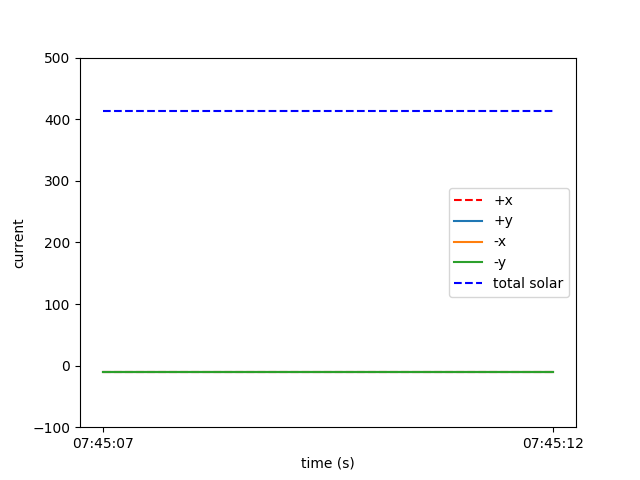 500
400
300
200
100
0
−100
current
+x
+y
-x
-y
total solar
07:45:07
07:45:12
time (s)